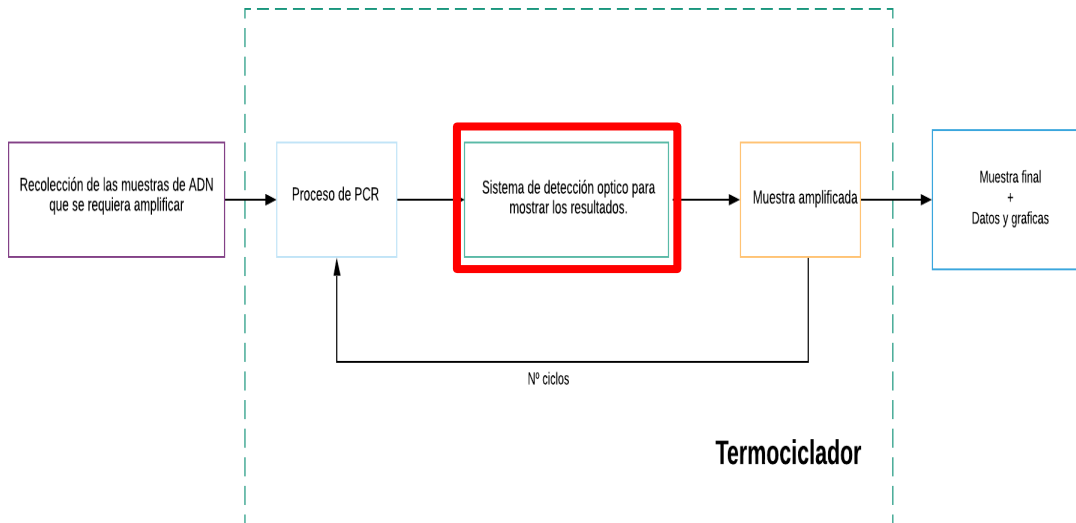 Recolección de las muestras de ADN
que se requiera amplificar
Proceso de PCR
Sistema de detección optico para
mostrar los resultados.
Muestra amplificada
Muestra final
+
Datos y graficas
Nº ciclos
Termociclador